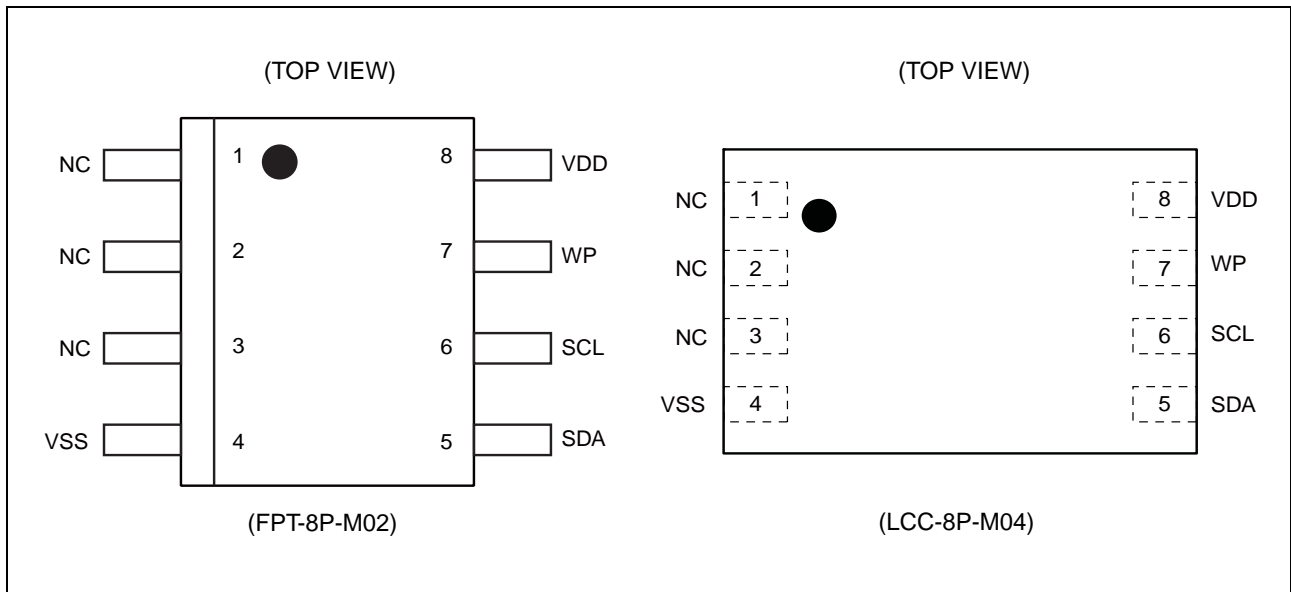 (TOP VIEW)
NC 1 8 VDD
NC 2 7 WP
NC 3 6 SCL
VSS 4 5 SDA
(FPT-8P-M02)
(TOP VIEW)
NC 1 8 VDD
NC 2 7 WP
NC 3 6 SCL
VSS 4 5 SDA
(LCC-8P-M04)